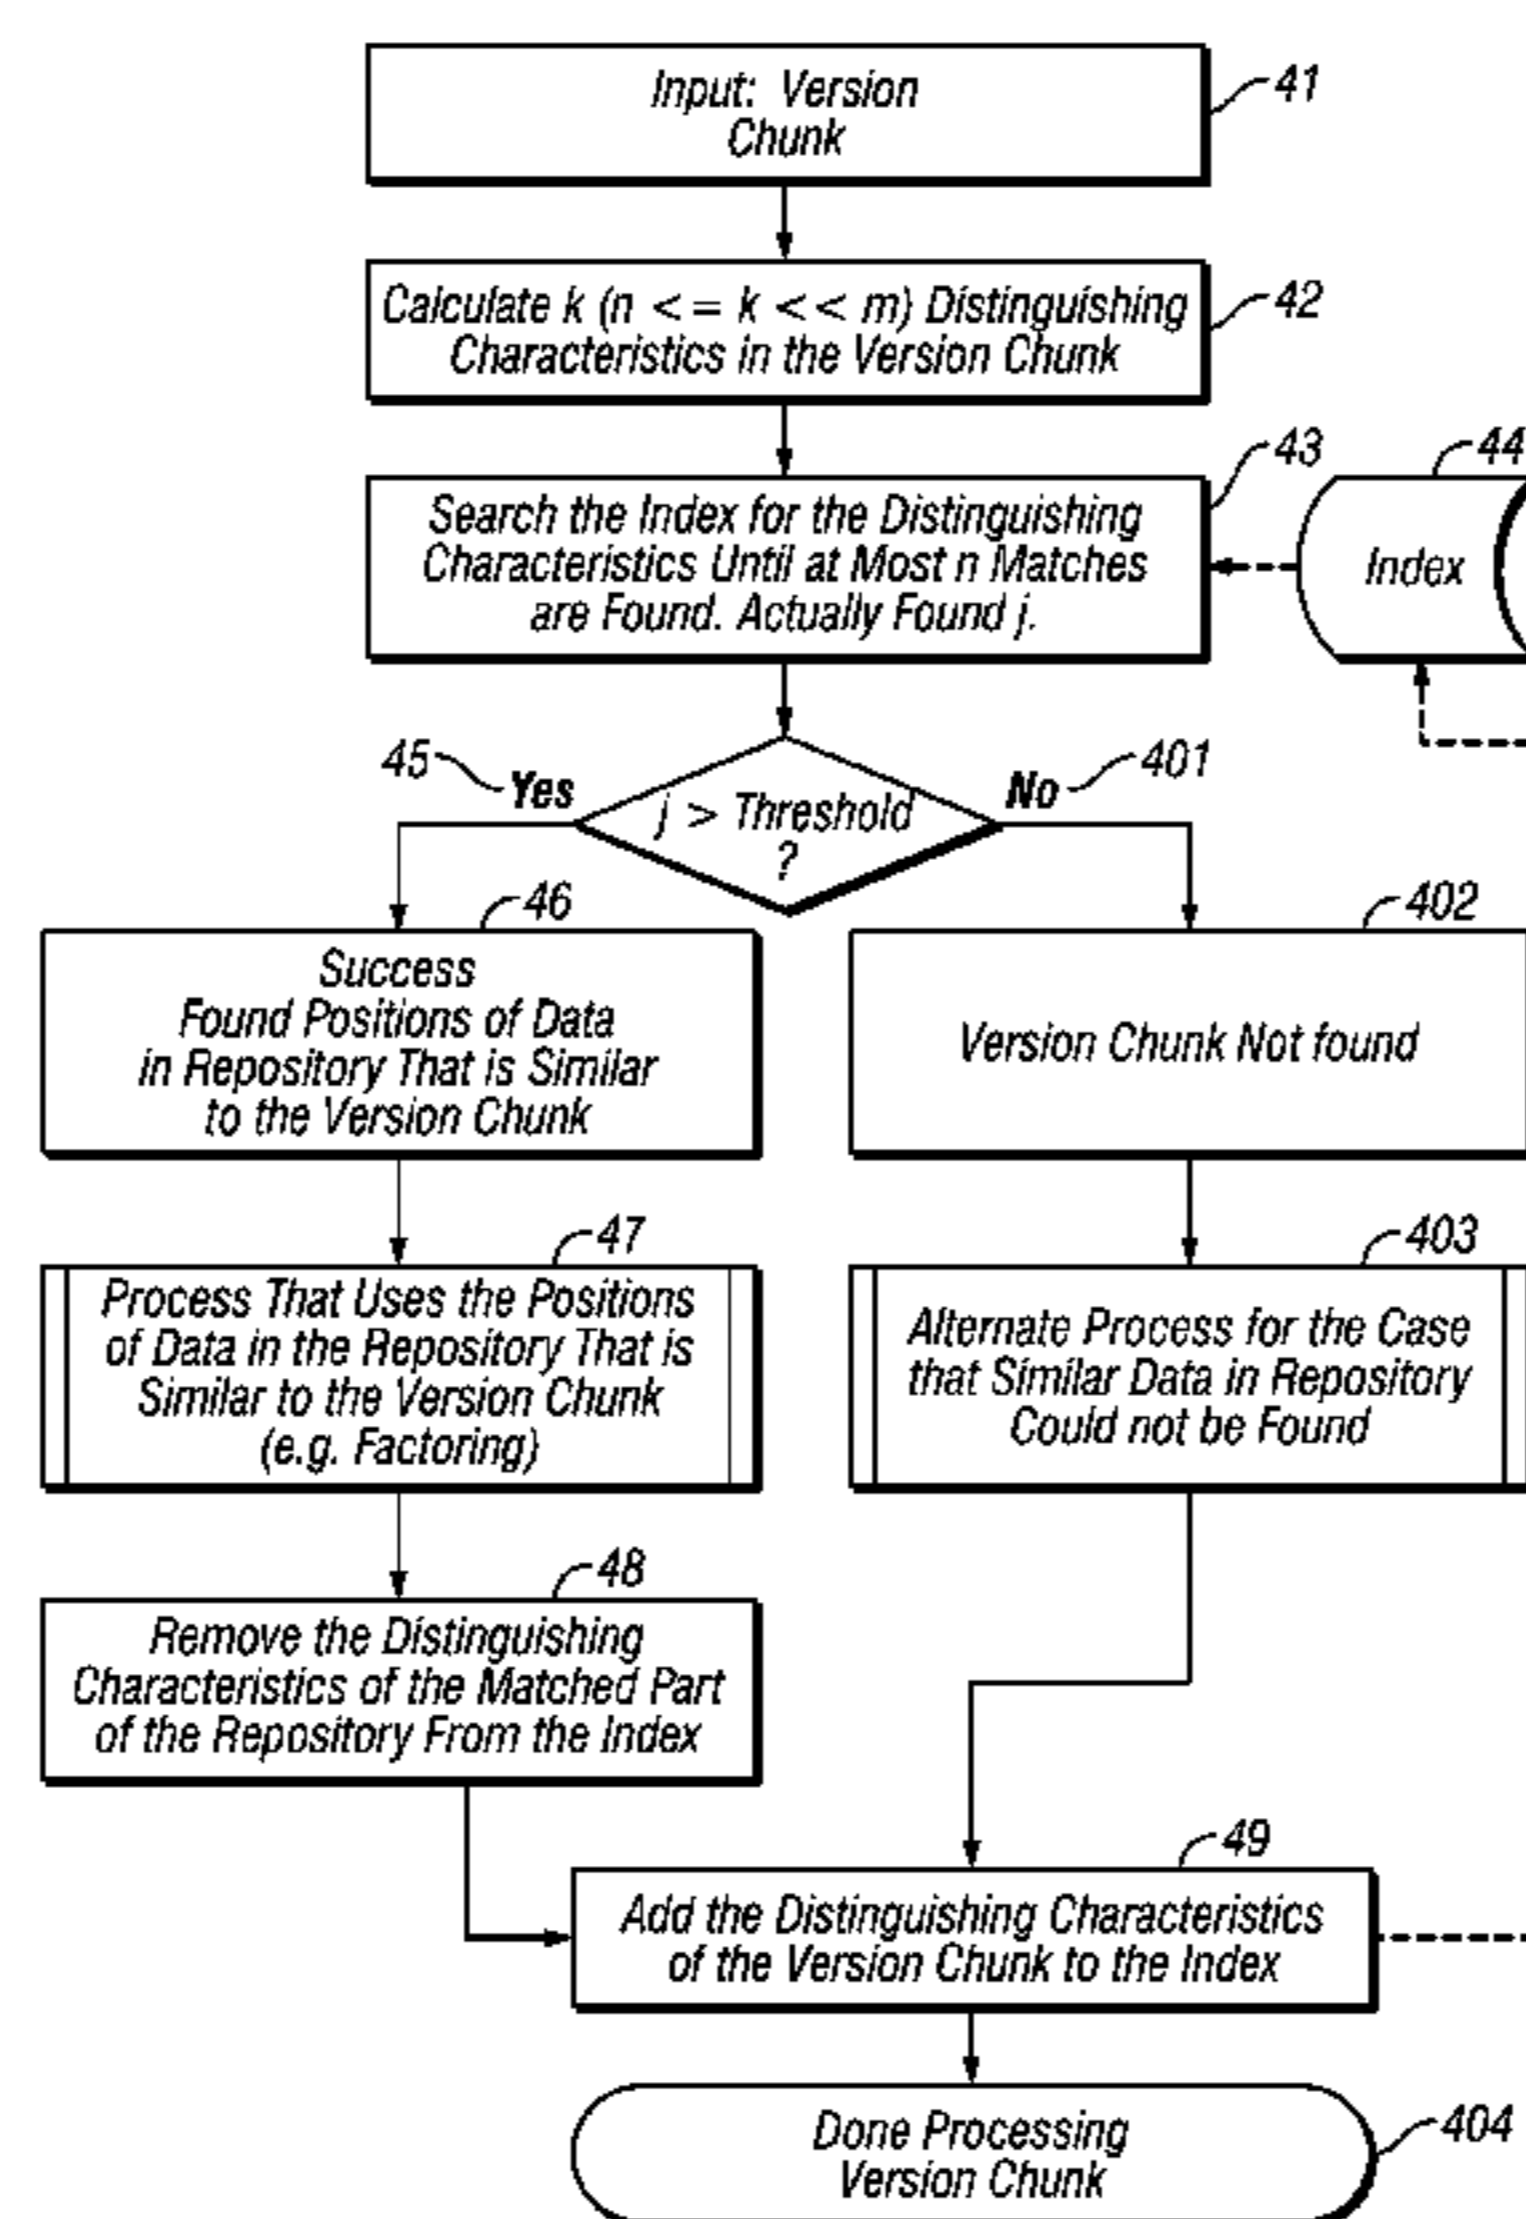 Input: Version
Chunk
41
Calculate k (n < = k < < m) Distinguishing
Characteristics in the Version Chunk
42
Search the Index for the Distinguishing
Characteristics Until at Most n Matches
are Found. Actually Found j.
43
44
Index
45
Yes
j > Threshold
?
No
401
46
Success
Found Positions of Data
in Repository That is Similar
to the Version Chunk
402
Version Chunk Not found
47
Process That Uses the Positions
of Data in the Repository That is
Similar to the Version Chunk
(e.g. Factoring)
403
Alternate Process for the Case
that Similar Data in Repository
Could not be Found
48
Remove the Distinguishing
Characteristics of the Matched Part
of the Repository From the Index
49
Add the Distinguishing Characteristics
of the Version Chunk to the Index
Done Processing
Version Chunk
404